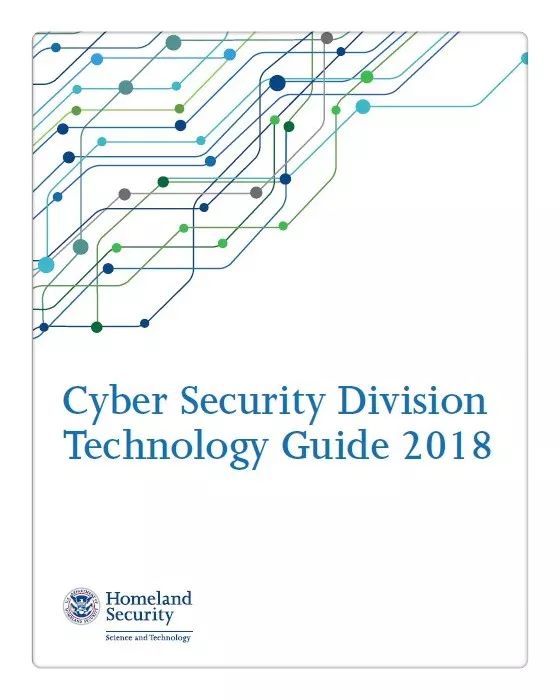 Cyber Security Division
Technology Guide 2018
Homeland
Security
Science and Technology